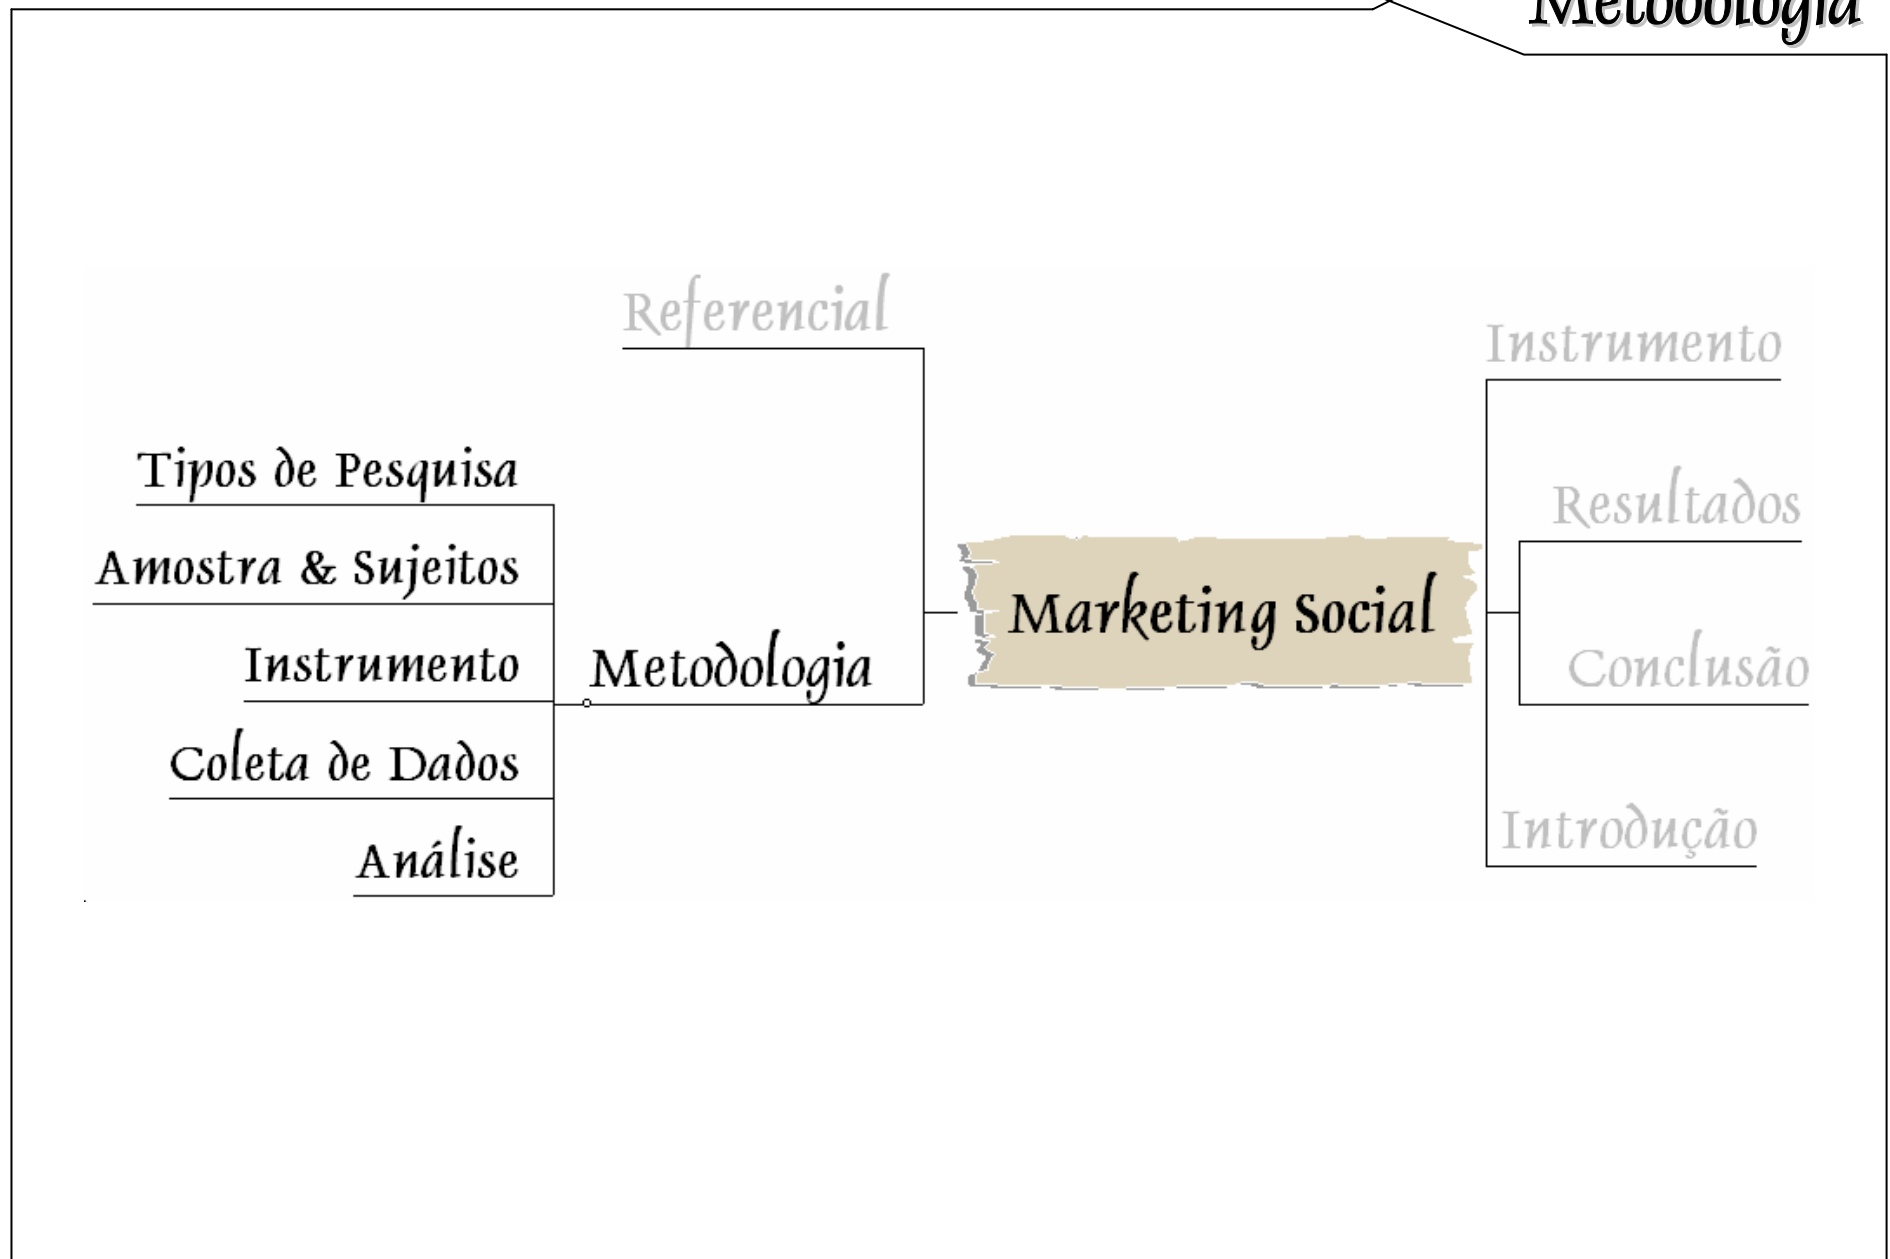 Metodologia
Referencial
Instrumento
Tipos de Pesquisa
Resultados
Amostra & Sujeitos
Marketing Social
Instrumento
Metodologia
Conclusão
Coleta de Dados
Introdução
Análise